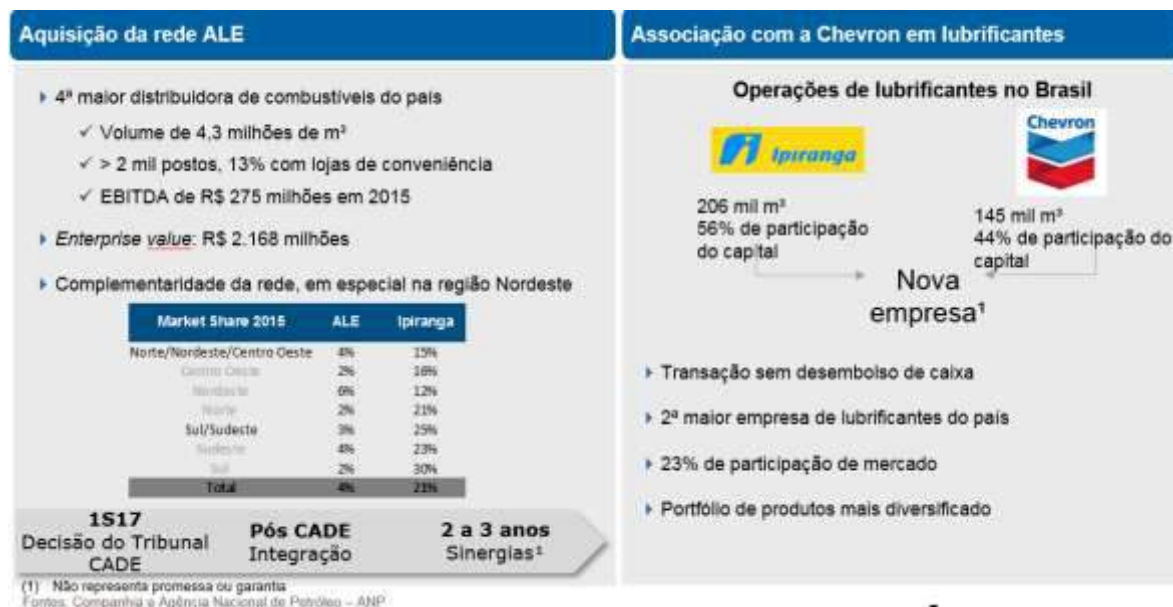 Aquisição da rede ALE
4ª maior distribuidora de combustíveis do país
✓ Volume de 4,3 milhões de m³
✓ > 2 mil postos, 13% com lojas de conveniência
✓ EBITDA de R$ 275 milhões em 2015
Enterprise value: R$ 2.168 milhões
Complementaridade da rede, em especial na região Nordeste
Market Share 2015 ALE Ipiranga
Norte/Nordeste/Centro Oeste 4% 15%
Centro Oeste 2% 16%
Nordeste 6% 12%
Norte 2% 21%
Sul/Sudeste 3% 25%
Sudeste 4% 23%
Sul 2% 30%
Total 4% 21%
1S17
Decisão do Tribunal
CADE
Pós CADE
Integração
2 a 3 anos
Sinergias¹
(1) Não representa promessa ou garantia
Fontes: Companhia e Agência Nacional de Petróleo – ANP
Associação com a Chevron em lubrificantes
Operações de lubrificantes no Brasil
Ipiranga
Chevron
206 mil m³
56% de participação
do capital
145 mil m³
44% de participação do
capital
Nova
empresa¹
Transação sem desembolso de caixa
2ª maior empresa de lubrificantes do país
23% de participação de mercado
Portfólio de produtos mais diversificado